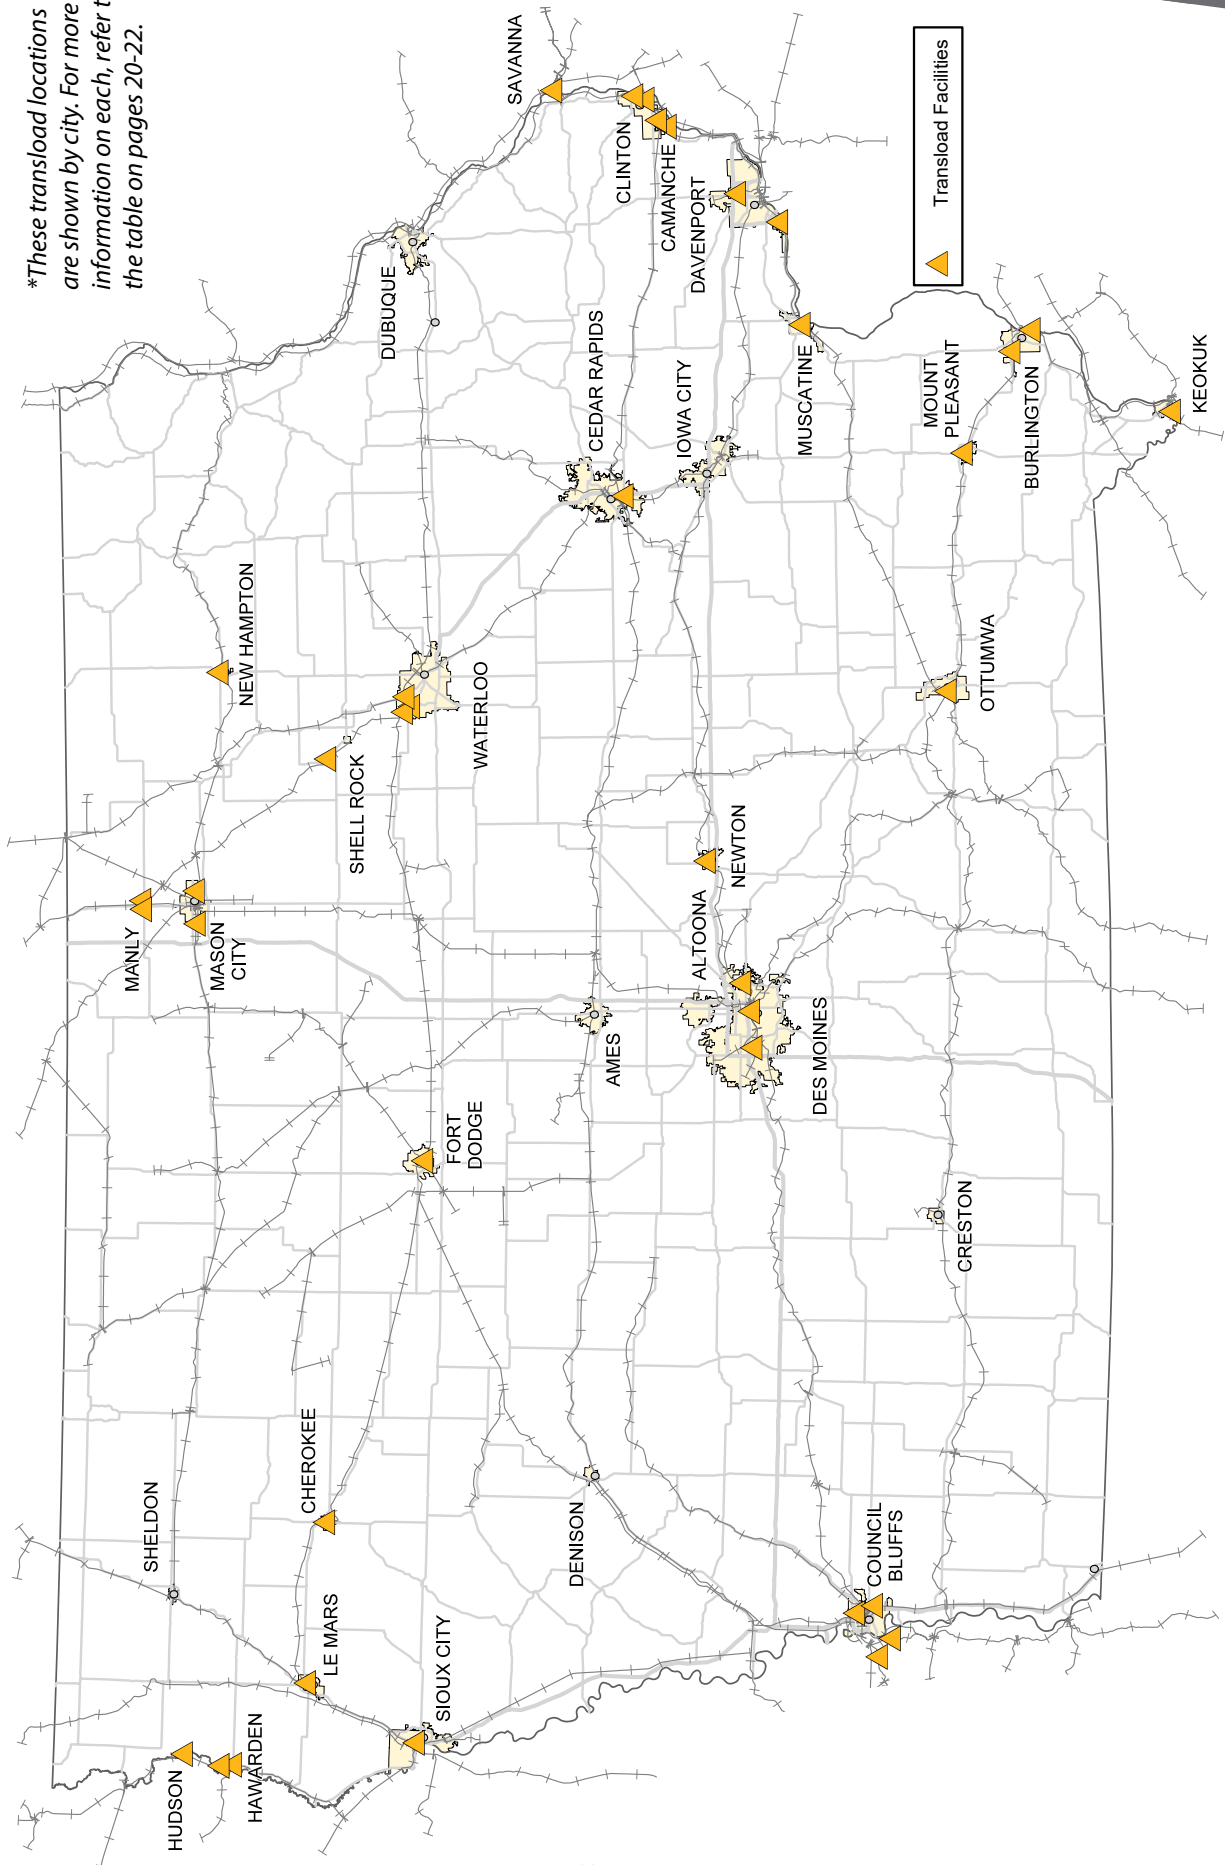 *These transload locations
are shown by city. For more
information on each, refer t
the table on pages 20-22.
Transload Facilities
HUDSON
HAWARDEN
SHELDON
LE MARS
SIOUX CITY
CHEROKEE
DENISON
COUNCIL
BLUFFS
FORT
DODGE
CRESTON
MANLY
MASON
CITY
AMES
DES MOINES
ALTOONA
NEWTON
SHELL ROCK
NEW HAMPTON
WATERLOO
OTTUMWA
DUBUQUE
CEDAR RAPIDS
IOWA CITY
MUSCATINE
MOUNT
PLEASANT
BURLINGTON
KEOKUK
SAVANNA
CLINTON
CAMANCHE
DAVENPORT